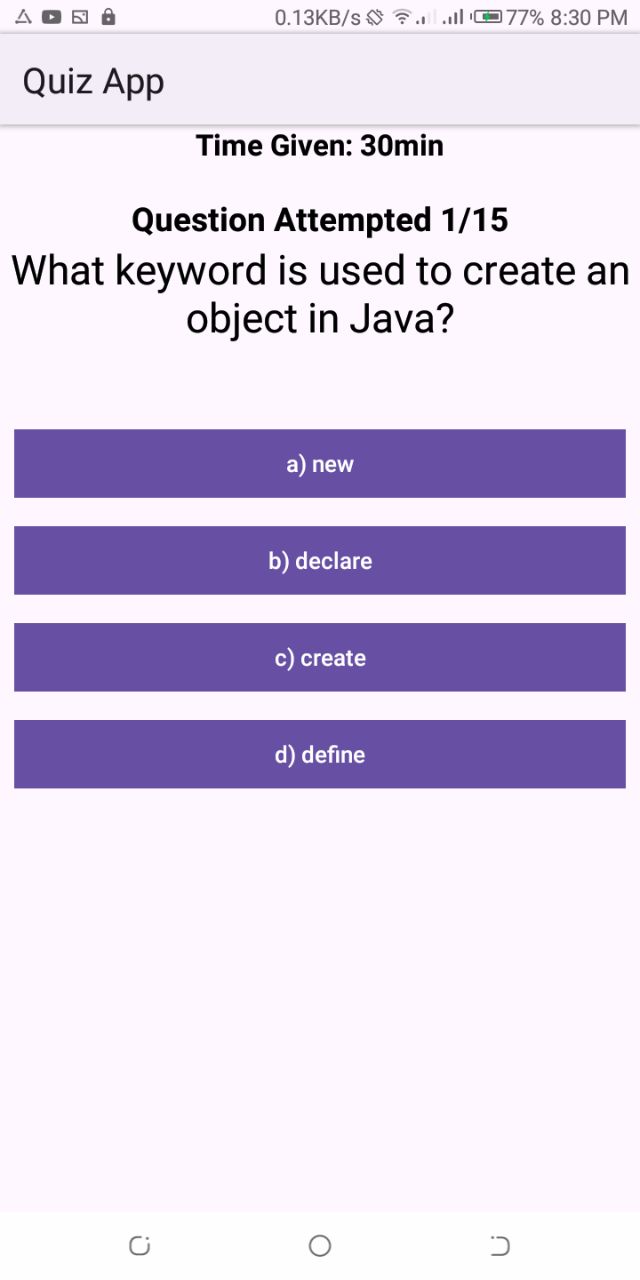 0.13KB/s 77% 8:30 PM
Quiz App
Time Given: 30min
Question Attempted 1/15
What keyword is used to create an
object in Java?
a) new
b) declare
c) create
d) define